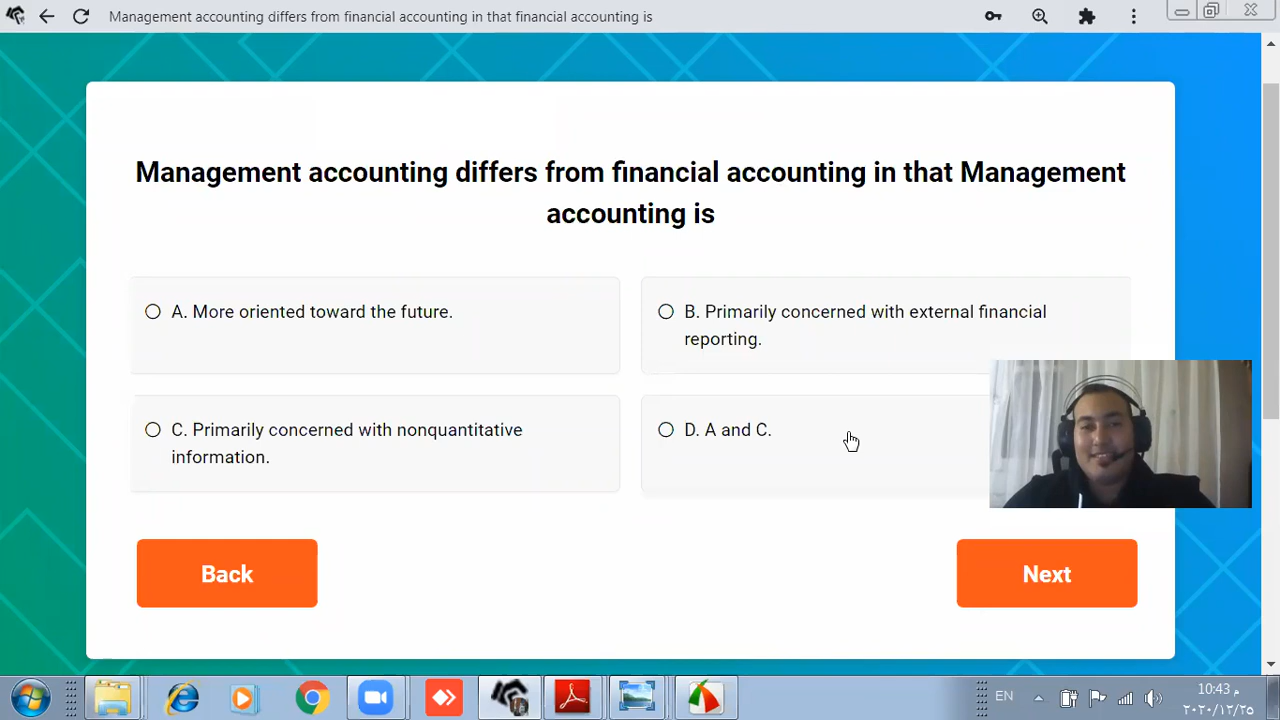 Management accounting differs from financial accounting in that financial accounting is
Management accounting differs from financial accounting in that Management
accounting is
A. More oriented toward the future.
B. Primarily concerned with external financial
reporting.
C. Primarily concerned with nonquantitative
information.
D. A and C.
Back
Next
EN
م 10:43
٢٠٢٠/١٢/٢٥